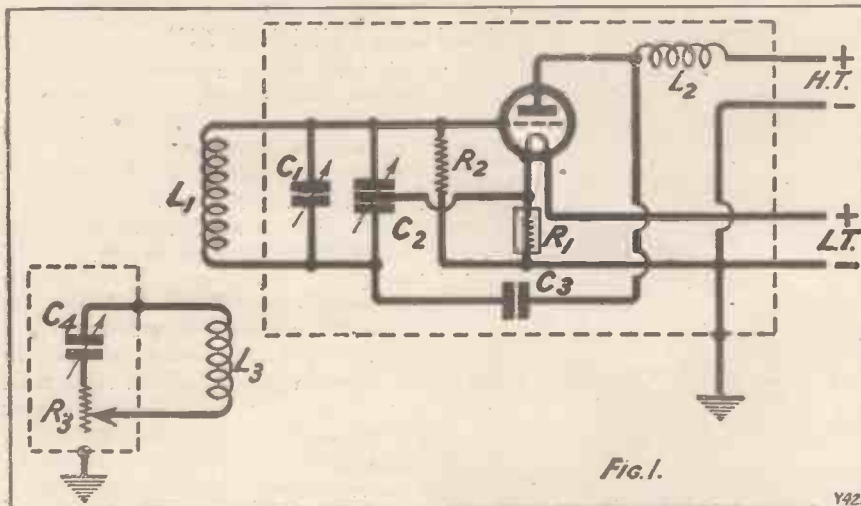 +
L2
H.T.
−
C1
R2
L1
C2
+
R1
L.T.
−
C3
C4
L3
R3
Fig.1.
Y42